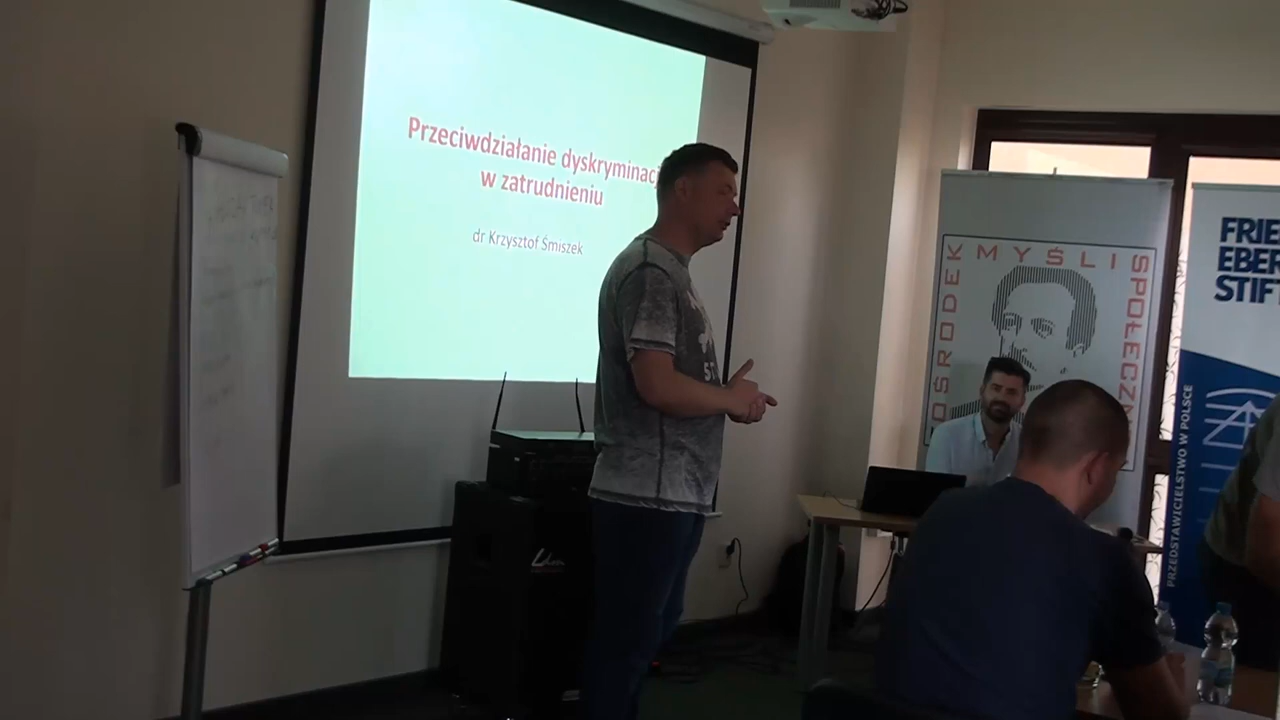 Przeciwdziałanie dyskryminacj
w zatrudnieniu
dr Krzysztof Śmiszek
OŚRODEK MYŚLI SPOŁECZN
FRIE
EBER
STIFT
PRZEDSTAWICIELSTWO W POLSCE